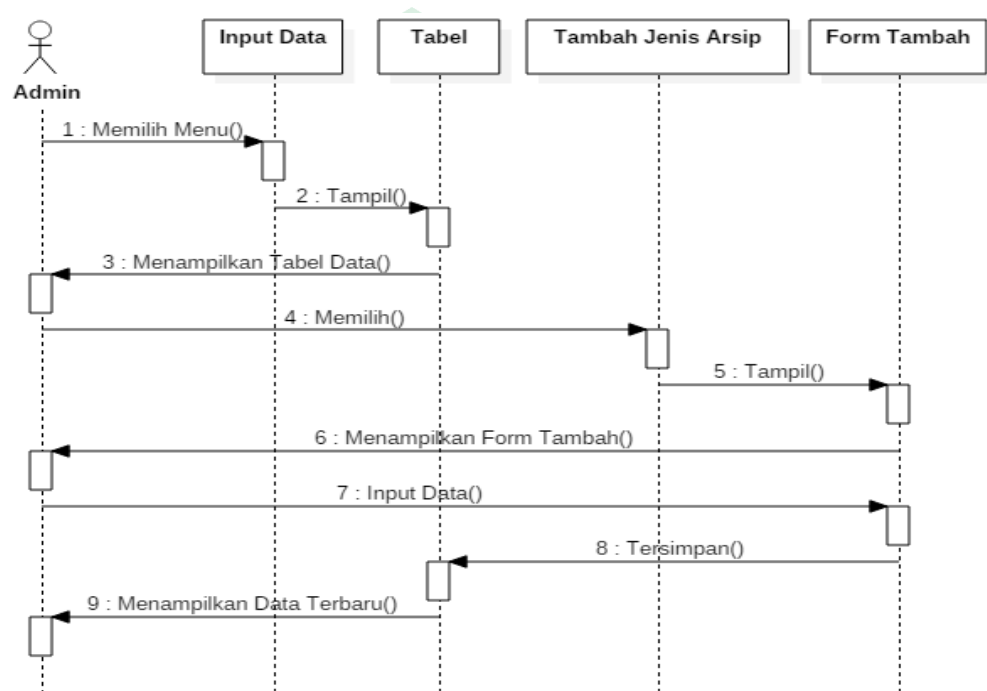 Input Data
Tabel
Tambah Jenis Arsip
Form Tambah
Admin
1 : Memilih Menu()
2 : Tampil()
3 : Menampilkan Tabel Data()
4 : Memilih()
5 : Tampil()
6 : Menampilkan Form Tambah()
7 : Input Data()
8 : Tersimpan()
9 : Menampilkan Data Terbaru()